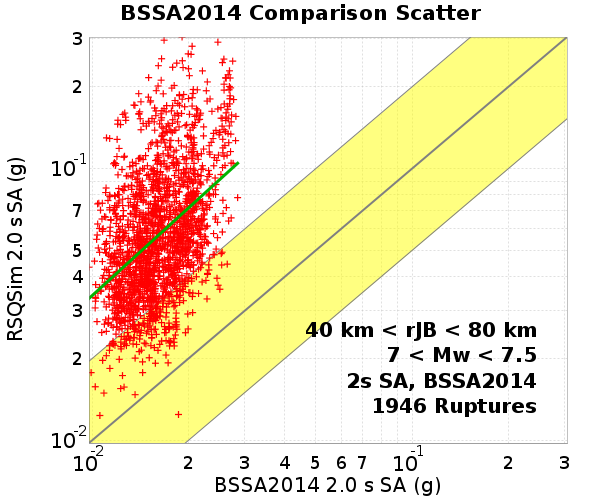 BSSA2014 Comparison Scatter
RSQSim 2.0 s SA (g)
3
2
10-1
7
5
4
3
2
10-2
40 km < rJB < 80 km
7 < Mw < 7.5
2s SA, BSSA2014
1946 Ruptures
10-2 2 3 4 5 6 7 10-1 2 3
BSSA2014 2.0 s SA (g)